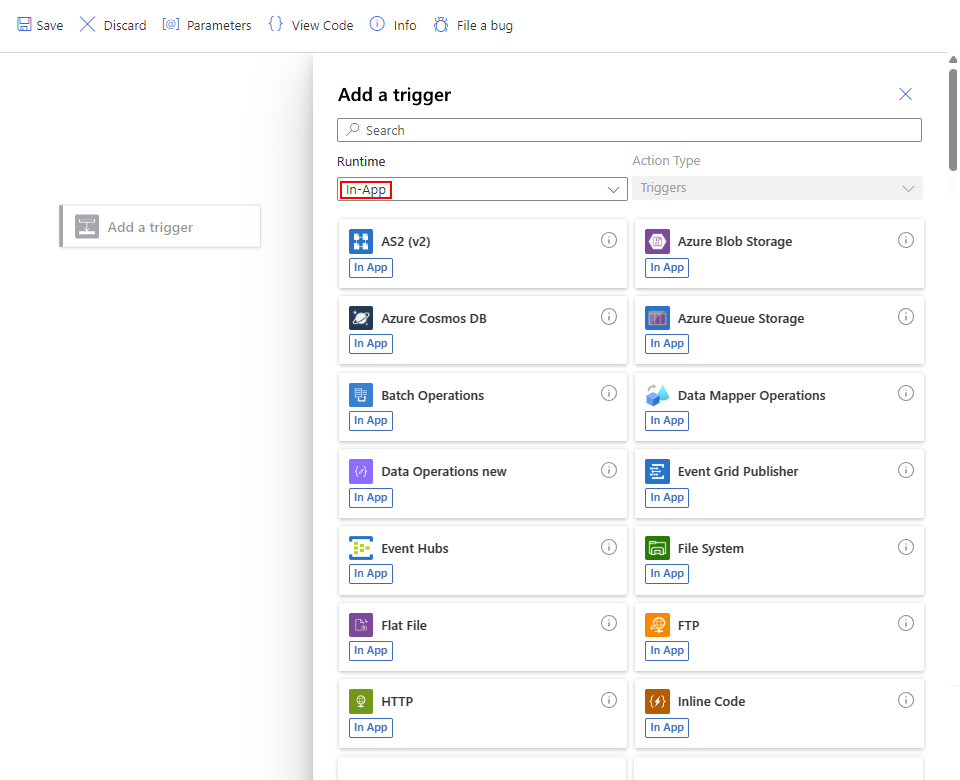 Save Discard Parameters View Code Info File a bug
Add a trigger
Search
Runtime Action Type
In-App Triggers
Add a trigger
AS2 (v2) Azure Blob Storage
In App In App
Azure Cosmos DB Azure Queue Storage
In App In App
Batch Operations Data Mapper Operations
In App In App
Data Operations new Event Grid Publisher
In App In App
Event Hubs File System
In App In App
Flat File FTP
In App In App
HTTP Inline Code
In App In App